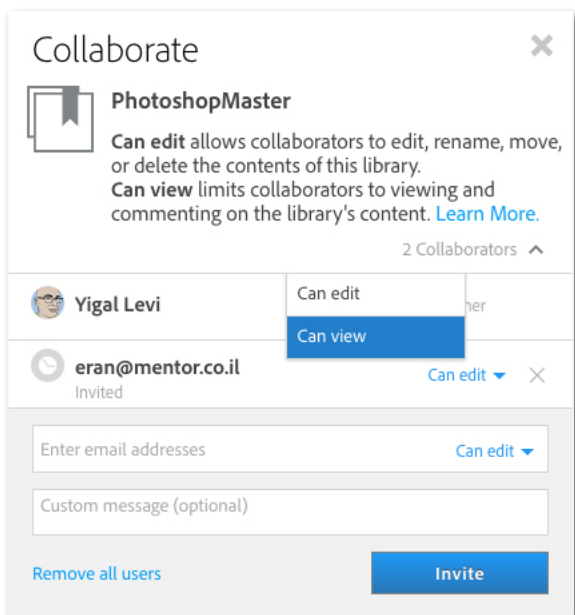 Collaborate
PhotoshopMaster
Can edit allows collaborators to edit, rename, move,
or delete the contents of this library.
Can view limits collaborators to viewing and
commenting on the library's content. Learn More.
2 Collaborators
Can edit
Yigal Levi
Can view
eran@mentor.co.il
Can edit
Invited
Enter email addresses
Can edit
Custom message (optional)
Remove all users
Invite